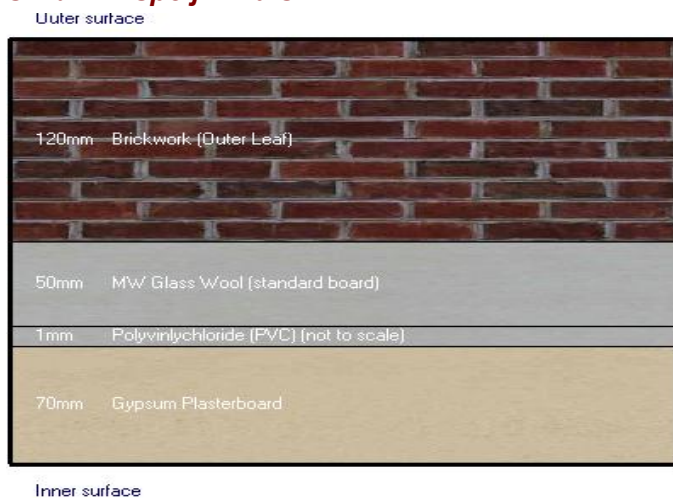 Outer surface
120mm Brickwork (Outer Leaf)
50mm MW Glass Wool (standard board)
1mm Polyvinlychloride (PVC) (not to scale)
70mm Gypsum Plasterboard
Inner surface